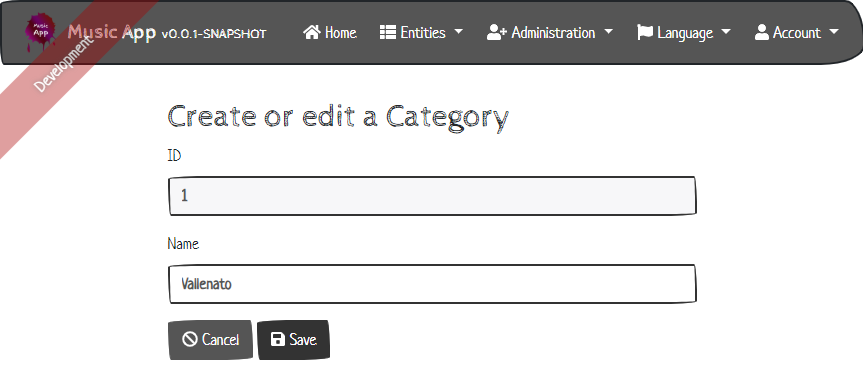 Music App
Music App v0.0.1-SNAPSHOT Home Entities Administration Language Account
Development
Create or edit a Category
ID
1
Name
Vallenato
Cancel Save